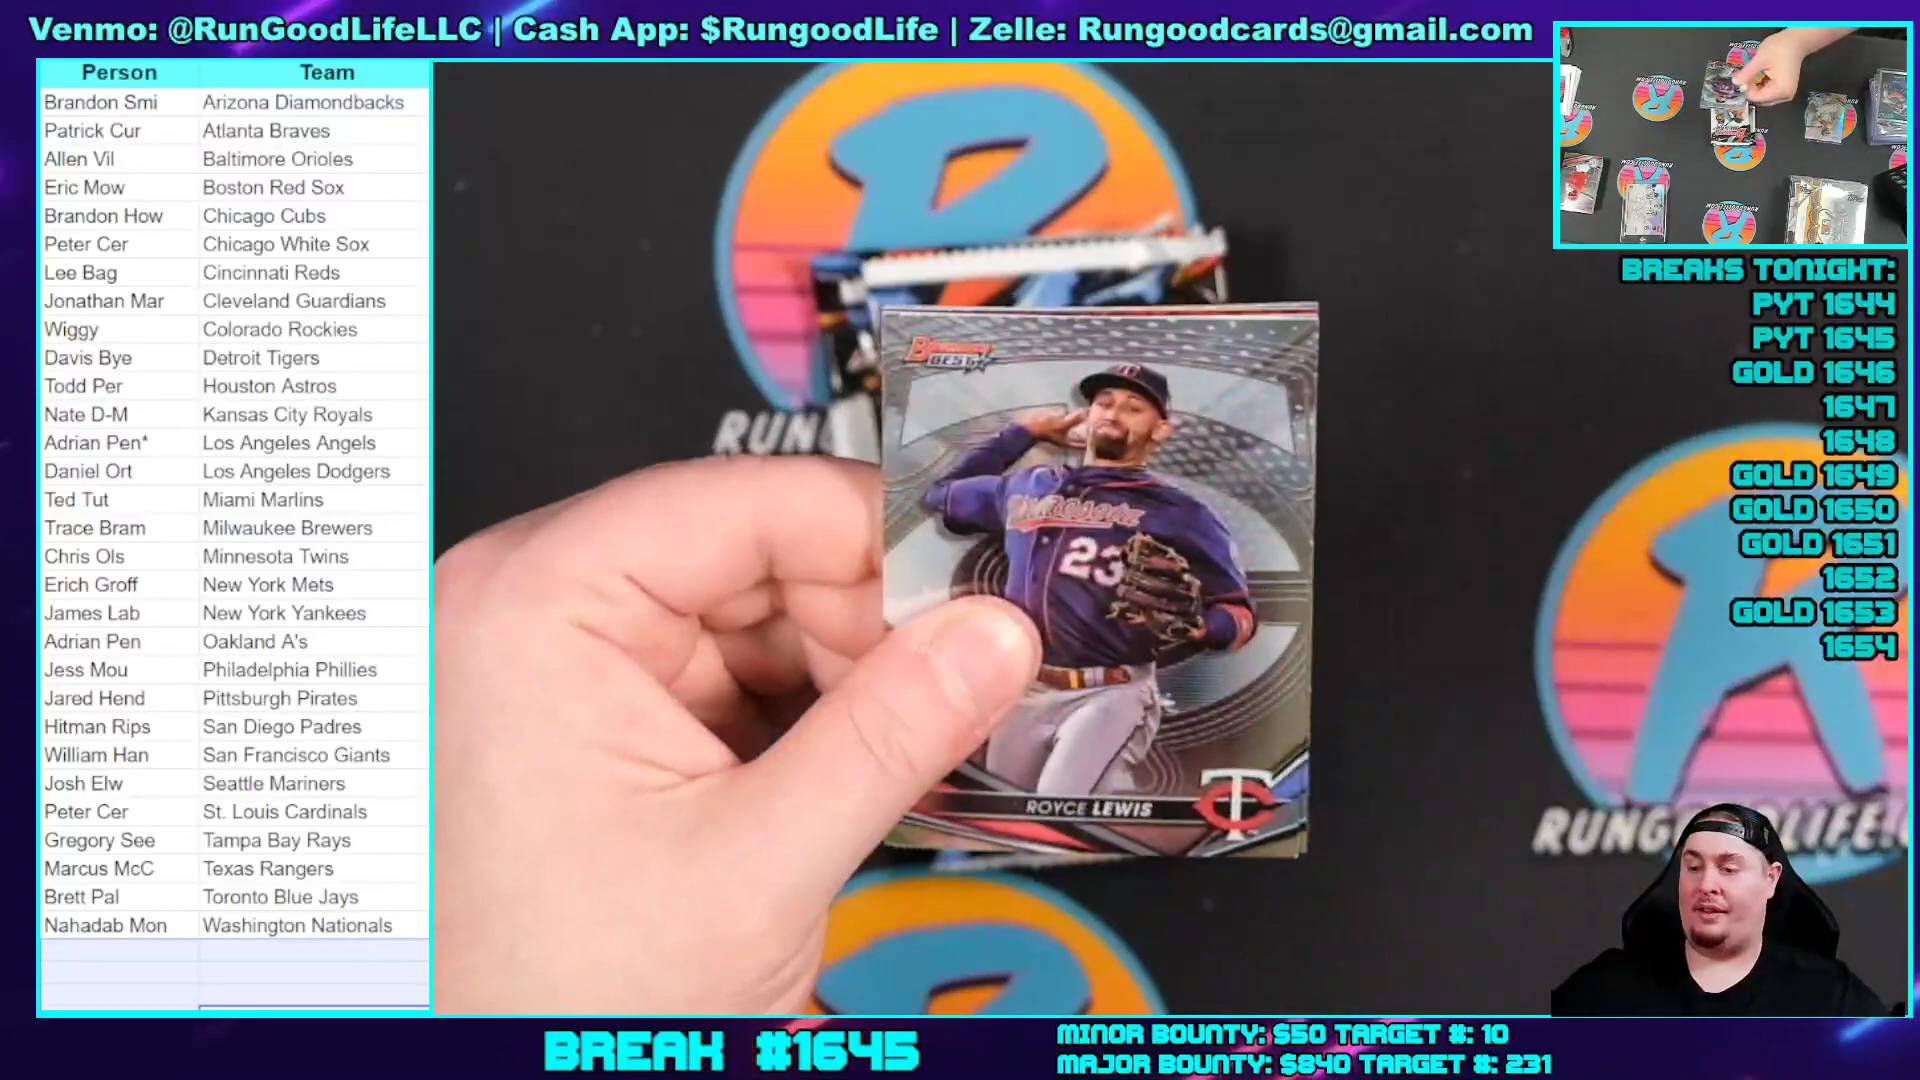 Venmo: @RunGoodLifeLLC | Cash App: $RungoodLife | Zelle: Rungoodcards@gmail.com
Person Team
Brandon Smi Arizona Diamondbacks
Patrick Cur Atlanta Braves
Allen Vil Baltimore Orioles
Eric Mow Boston Red Sox
Brandon How Chicago Cubs
Peter Cer Chicago White Sox
Lee Bag Cincinnati Reds
Jonathan Mar Cleveland Guardians
Wiggy Colorado Rockies
Davis Bye Detroit Tigers
Todd Per Houston Astros
Nate D-M Kansas City Royals
Adrian Pen* Los Angeles Angels
Daniel Ort Los Angeles Dodgers
Ted Tut Miami Marlins
Trace Bram Milwaukee Brewers
Chris Ols Minnesota Twins
Erich Groff New York Mets
James Lab New York Yankees
Adrian Pen Oakland A's
Jess Mou Philadelphia Phillies
Jared Hend Pittsburgh Pirates
Hitman Rips San Diego Padres
William Han San Francisco Giants
Josh Elw Seattle Mariners
Peter Cer St. Louis Cardinals
Gregory See Tampa Bay Rays
Marcus McC Texas Rangers
Brett Pal Toronto Blue Jays
Nahadab Mon Washington Nationals
RUN
Bowman's
BEST
23
ROYCE LEWIS
TC
BREAKS TONIGHT:
PYT 1644
PYT 1645
GOLD 1646
1647
1648
GOLD 1649
GOLD 1650
GOLD 1651
1652
GOLD 1653
1654
BREAK #1645
MINOR BOUNTY: $50 TARGET #: 10
MAJOR BOUNTY: $840 TARGET #: 231